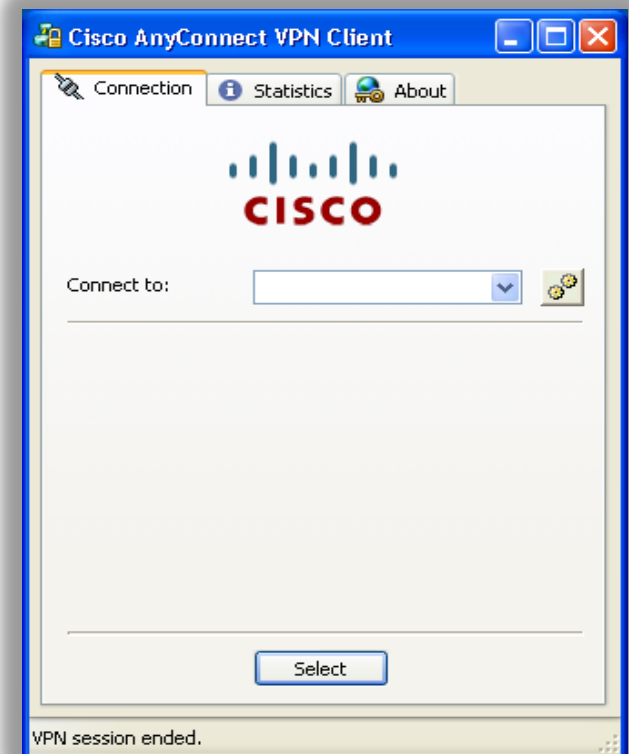 Cisco AnyConnect VPN Client
Connection Statistics About
CISCO
Connect to:
Select
VPN session ended.